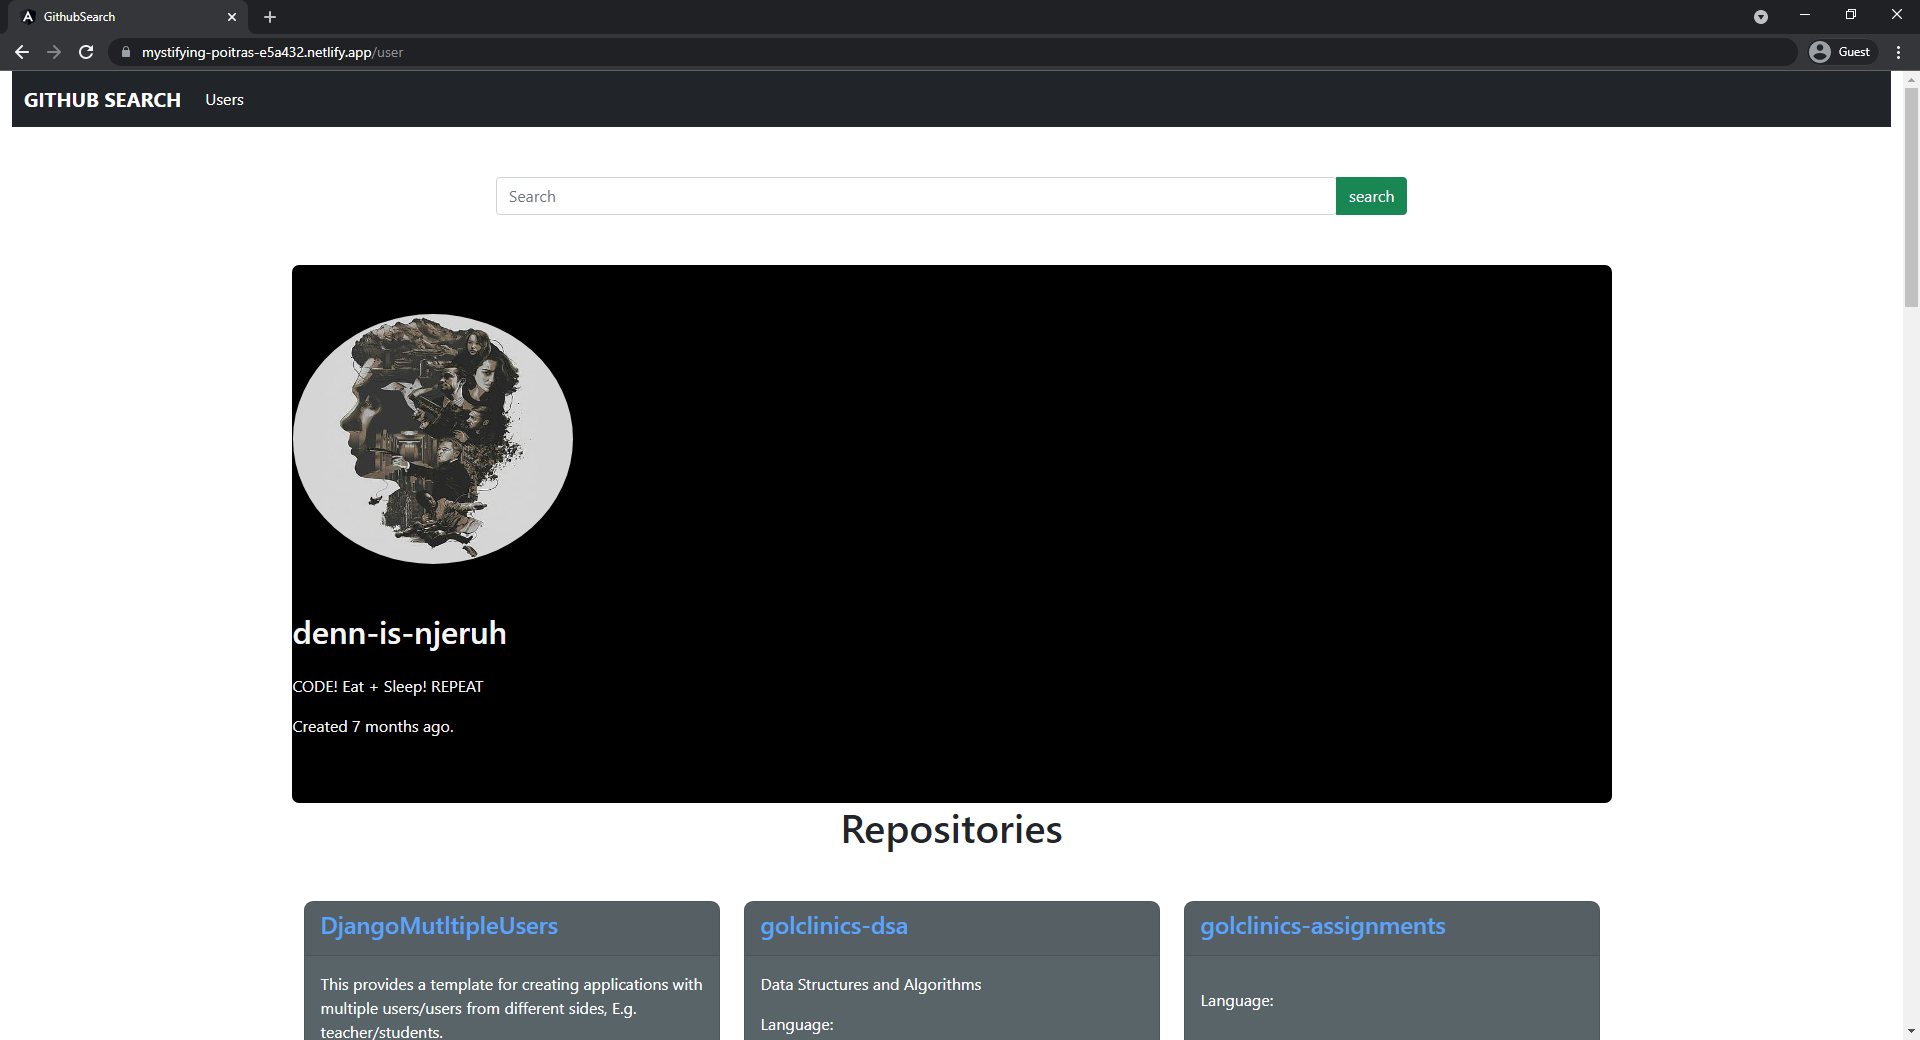 GithubSearch
mystifying-poitras-e5a432.netlify.app/user
Guest
GITHUB SEARCH Users
Search search
denn-is-njeruh
CODE! Eat + Sleep! REPEAT
Created 7 months ago.
Repositories
DjangoMutltipleUsers
This provides a template for creating applications with
multiple users/users from different sides, E.g.
teacher/students.
golclinics-dsa
Data Structures and Algorithms
Language:
golclinics-assignments
Language: